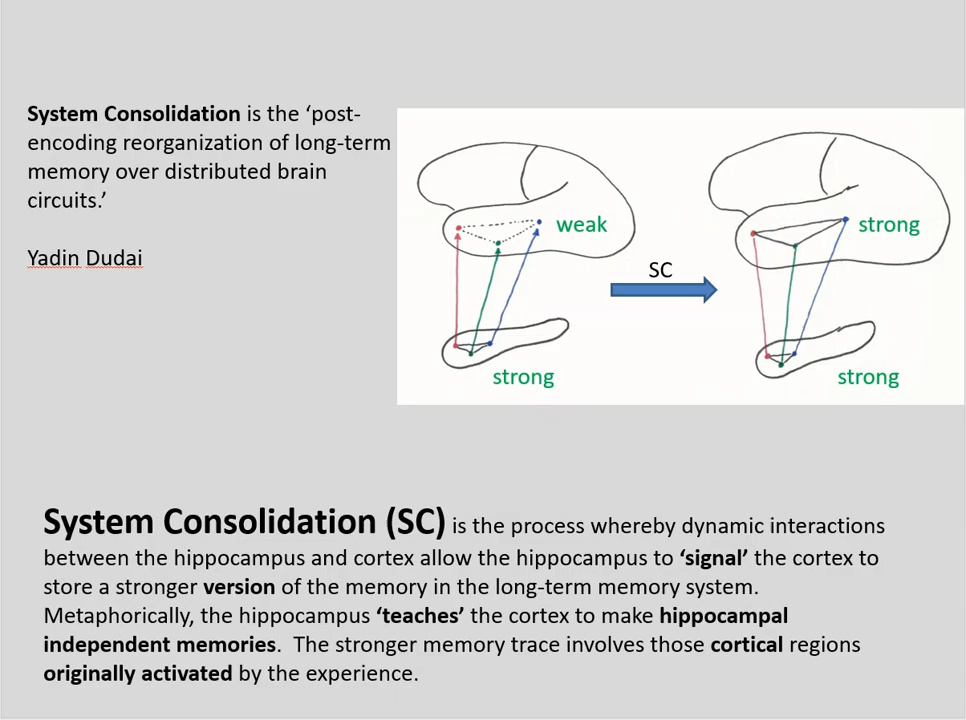 System Consolidation is the ‘post-
encoding reorganization of long-term
memory over distributed brain
circuits.’
Yadin Dudai
weak
strong
SC
strong
strong
System Consolidation (SC) is the process whereby dynamic interactions
between the hippocampus and cortex allow the hippocampus to ‘signal’ the cortex to
store a stronger version of the memory in the long-term memory system.
Metaphorically, the hippocampus ‘teaches’ the cortex to make hippocampal
independent memories.  The stronger memory trace involves those cortical regions
originally activated by the experience.